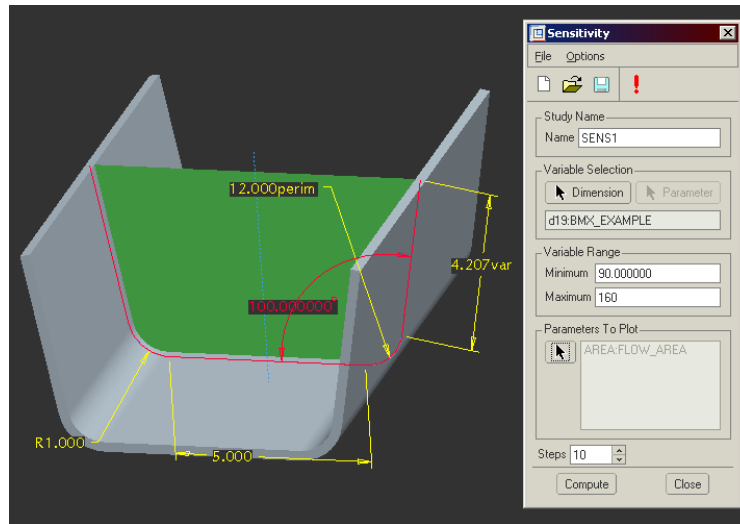 12.000perim
4.207var
100.000000°
R1.000
5.000
Sensitivity
File Options
Study Name
Name SENS1
Variable Selection
Dimension Parameter
d19:BMX_EXAMPLE
Variable Range
Minimum 90.000000
Maximum 160
Parameters To Plot
AREA:FLOW_AREA
Steps 10
Compute Close